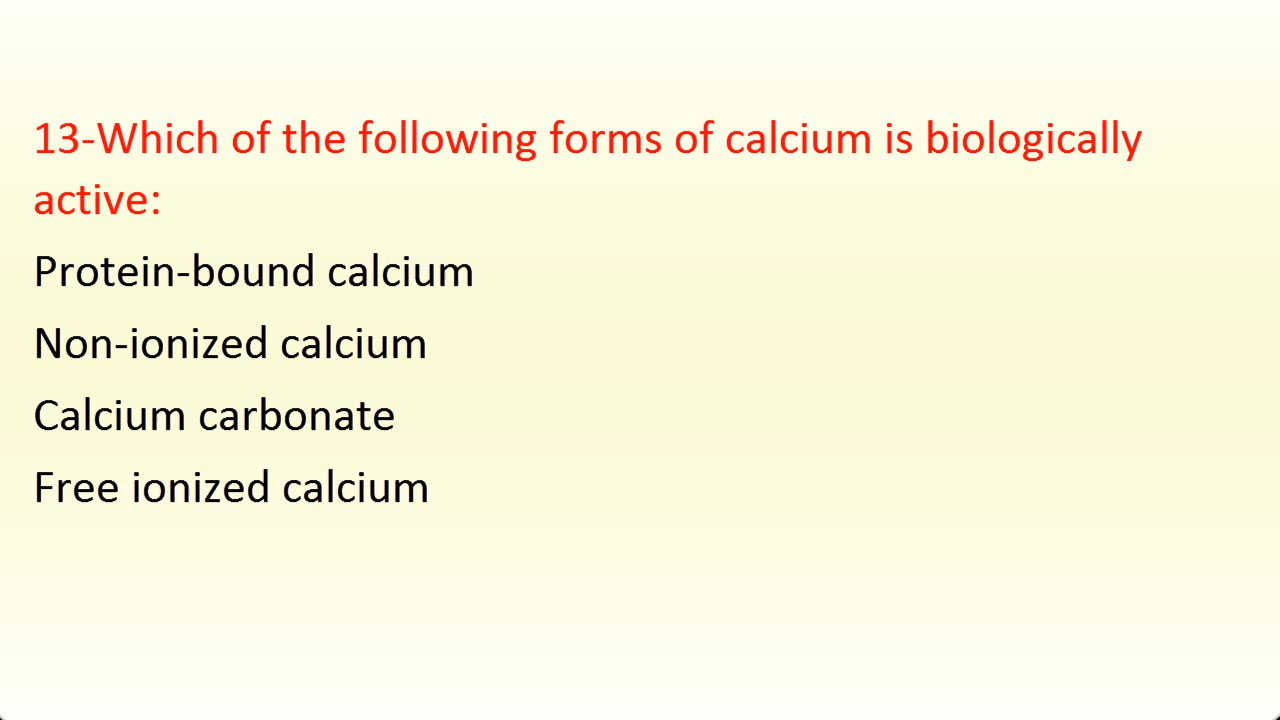 13-Which of the following forms of calcium is biologically
active:
Protein-bound calcium
Non-ionized calcium
Calcium carbonate
Free ionized calcium